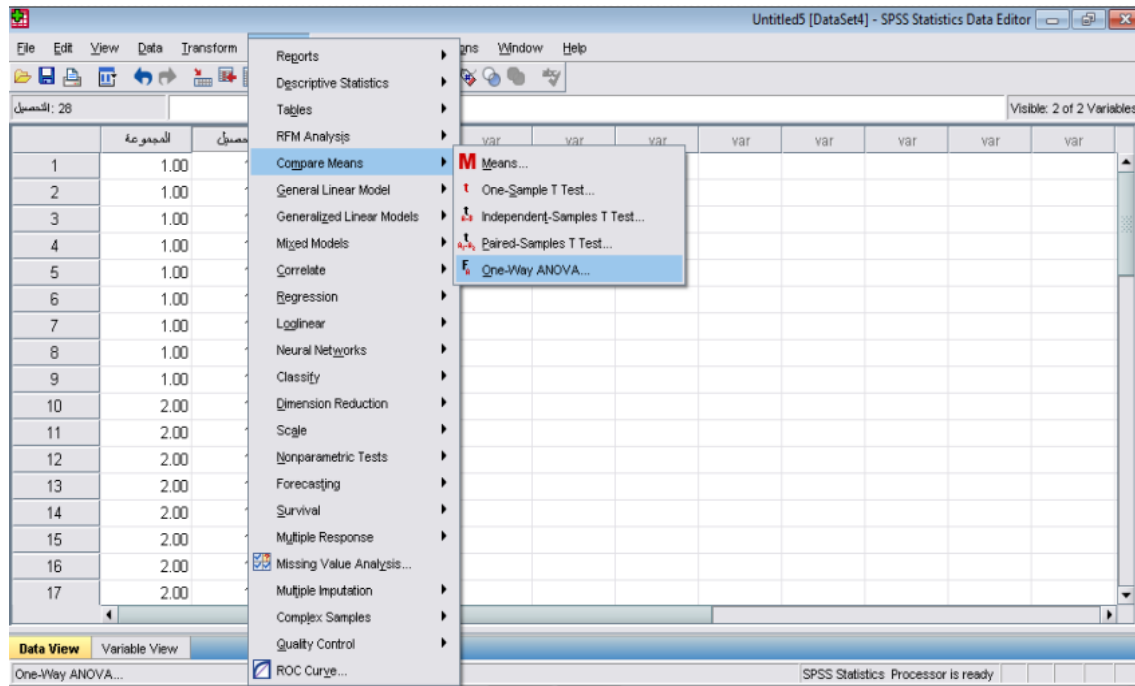 Untitled5 [DataSet4] - SPSS Statistics Data Editor
File Edit View Data Transform Window Help
28 : التحصيل
Visible: 2 of 2 Variables
المجموعة var var var var var var var
1 1.00
2 1.00
3 1.00
4 1.00
5 1.00
6 1.00
7 1.00
8 1.00
9 1.00
10 2.00
11 2.00
12 2.00
13 2.00
14 2.00
15 2.00
16 2.00
17 2.00
Reports
Descriptive Statistics
Tables
RFM Analysis
Compare Means
General Linear Model
Generalized Linear Models
Mixed Models
Correlate
Regression
Loglinear
Neural Networks
Classify
Dimension Reduction
Scale
Nonparametric Tests
Forecasting
Survival
Multiple Response
Missing Value Analysis...
Multiple Imputation
Complex Samples
Quality Control
ROC Curve...
M Means...
t One-Sample T Test...
Independent-Samples T Test...
Paired-Samples T Test...
One-Way ANOVA...
Data View Variable View
One-Way ANOVA...
SPSS Statistics Processor is ready